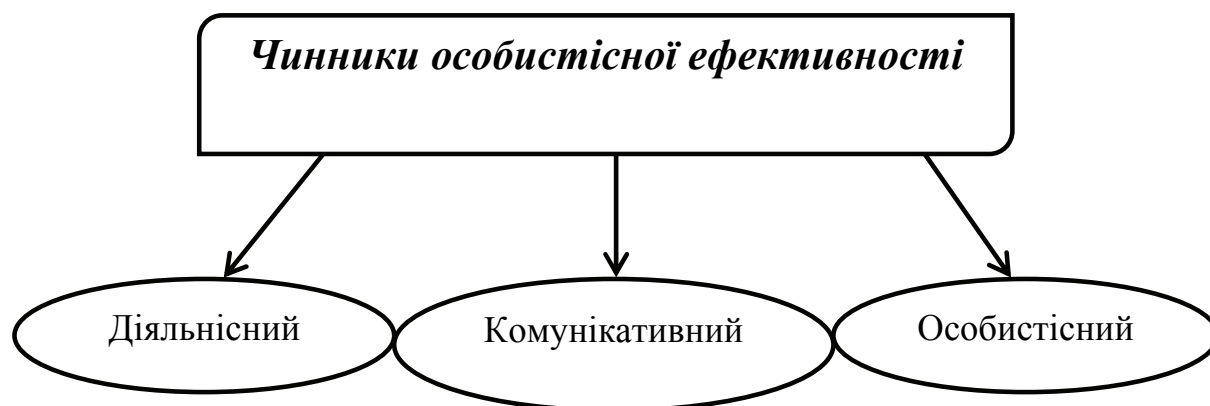 Чинники особистісної ефективності
Діяльнісний
Комунікативний
Особистісний